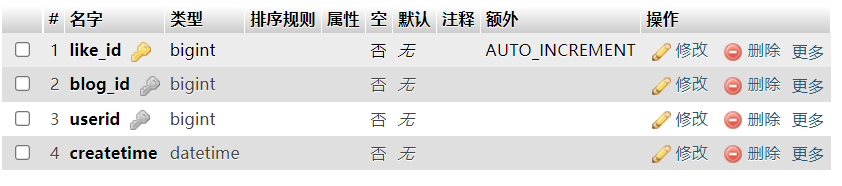 # 名字 类型 排序规则 属性 空 默认 注释 额外 操作
1 like_id bigint 否 无 AUTO_INCREMENT 修改 删除 更多
2 blog_id bigint 否 无 修改 删除 更多
3 userid bigint 否 无 修改 删除 更多
4 createtime datetime 否 无 修改 删除 更多